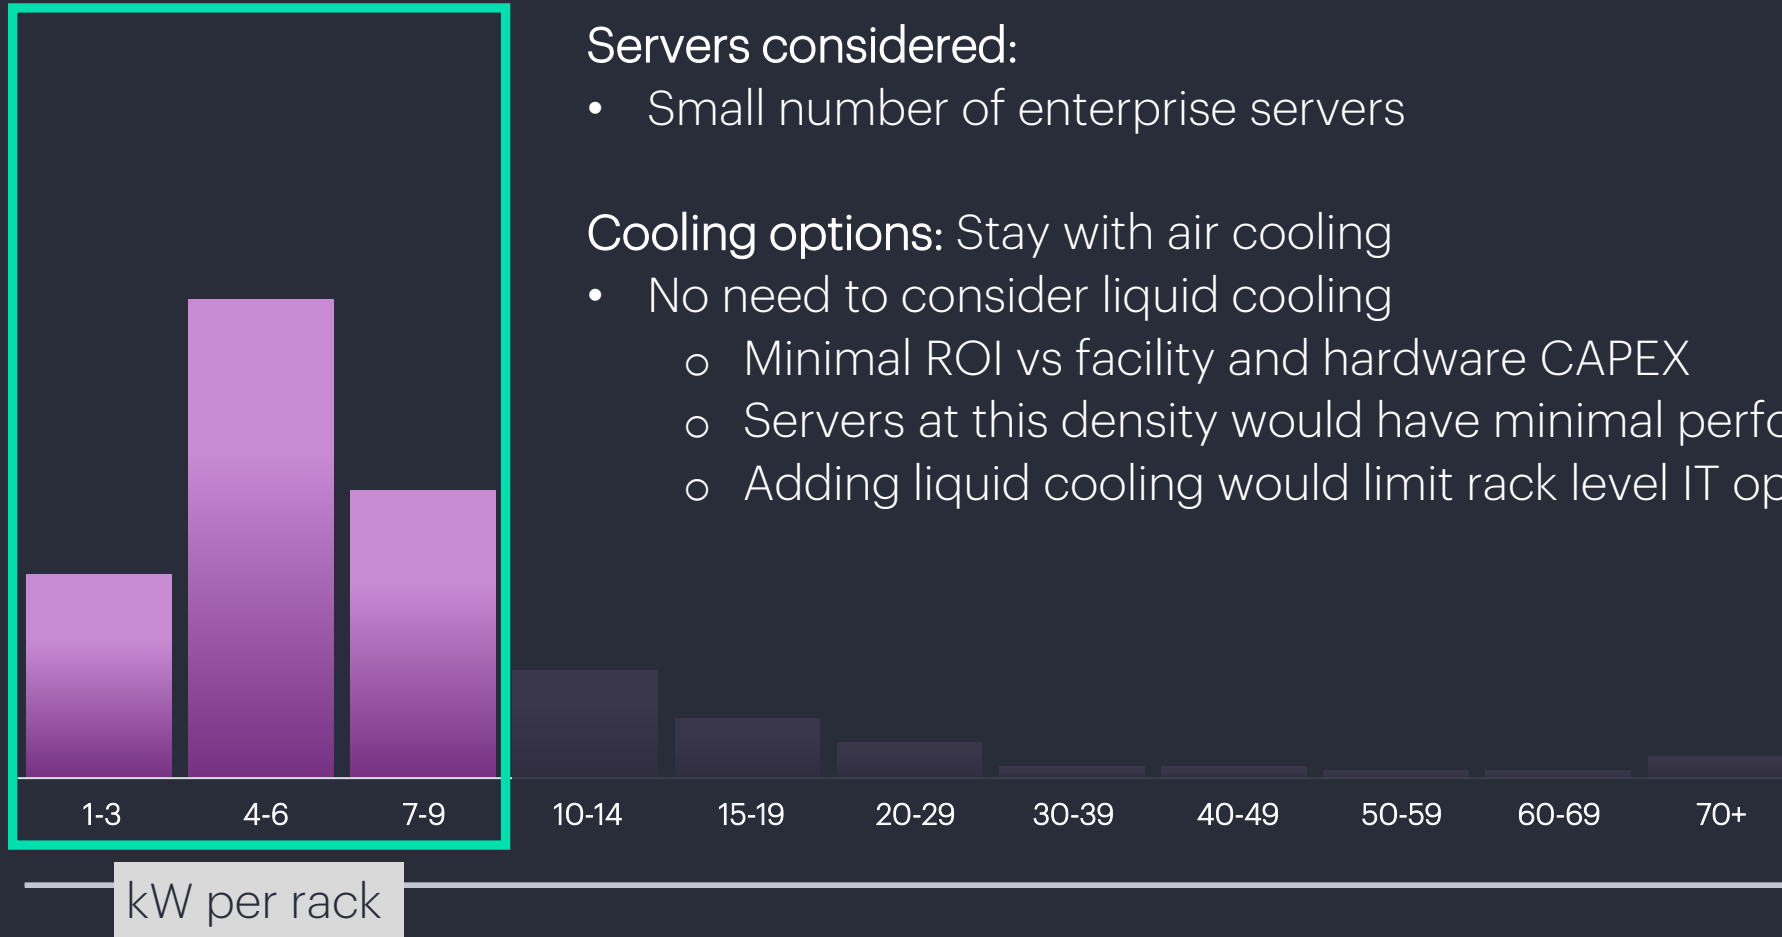 Servers considered:
• Small number of enterprise servers
Cooling options: Stay with air cooling
• No need to consider liquid cooling
o Minimal ROI vs facility and hardware CAPEX
o Servers at this density would have minimal perfo
o Adding liquid cooling would limit rack level IT op
1-3 4-6 7-9 10-14 15-19 20-29 30-39 40-49 50-59 60-69 70+
kW per rack